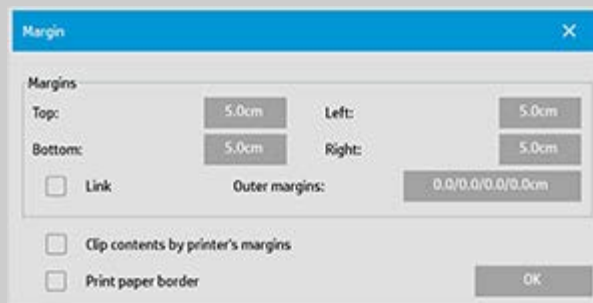 Margin
Margins
Top: 5.0cm Left: 5.0cm
Bottom: 5.0cm Right: 5.0cm
Link Outer margins: 0.0/0.0/0.0/0.0cm
Clip contents by printer's margins
Print paper border OK